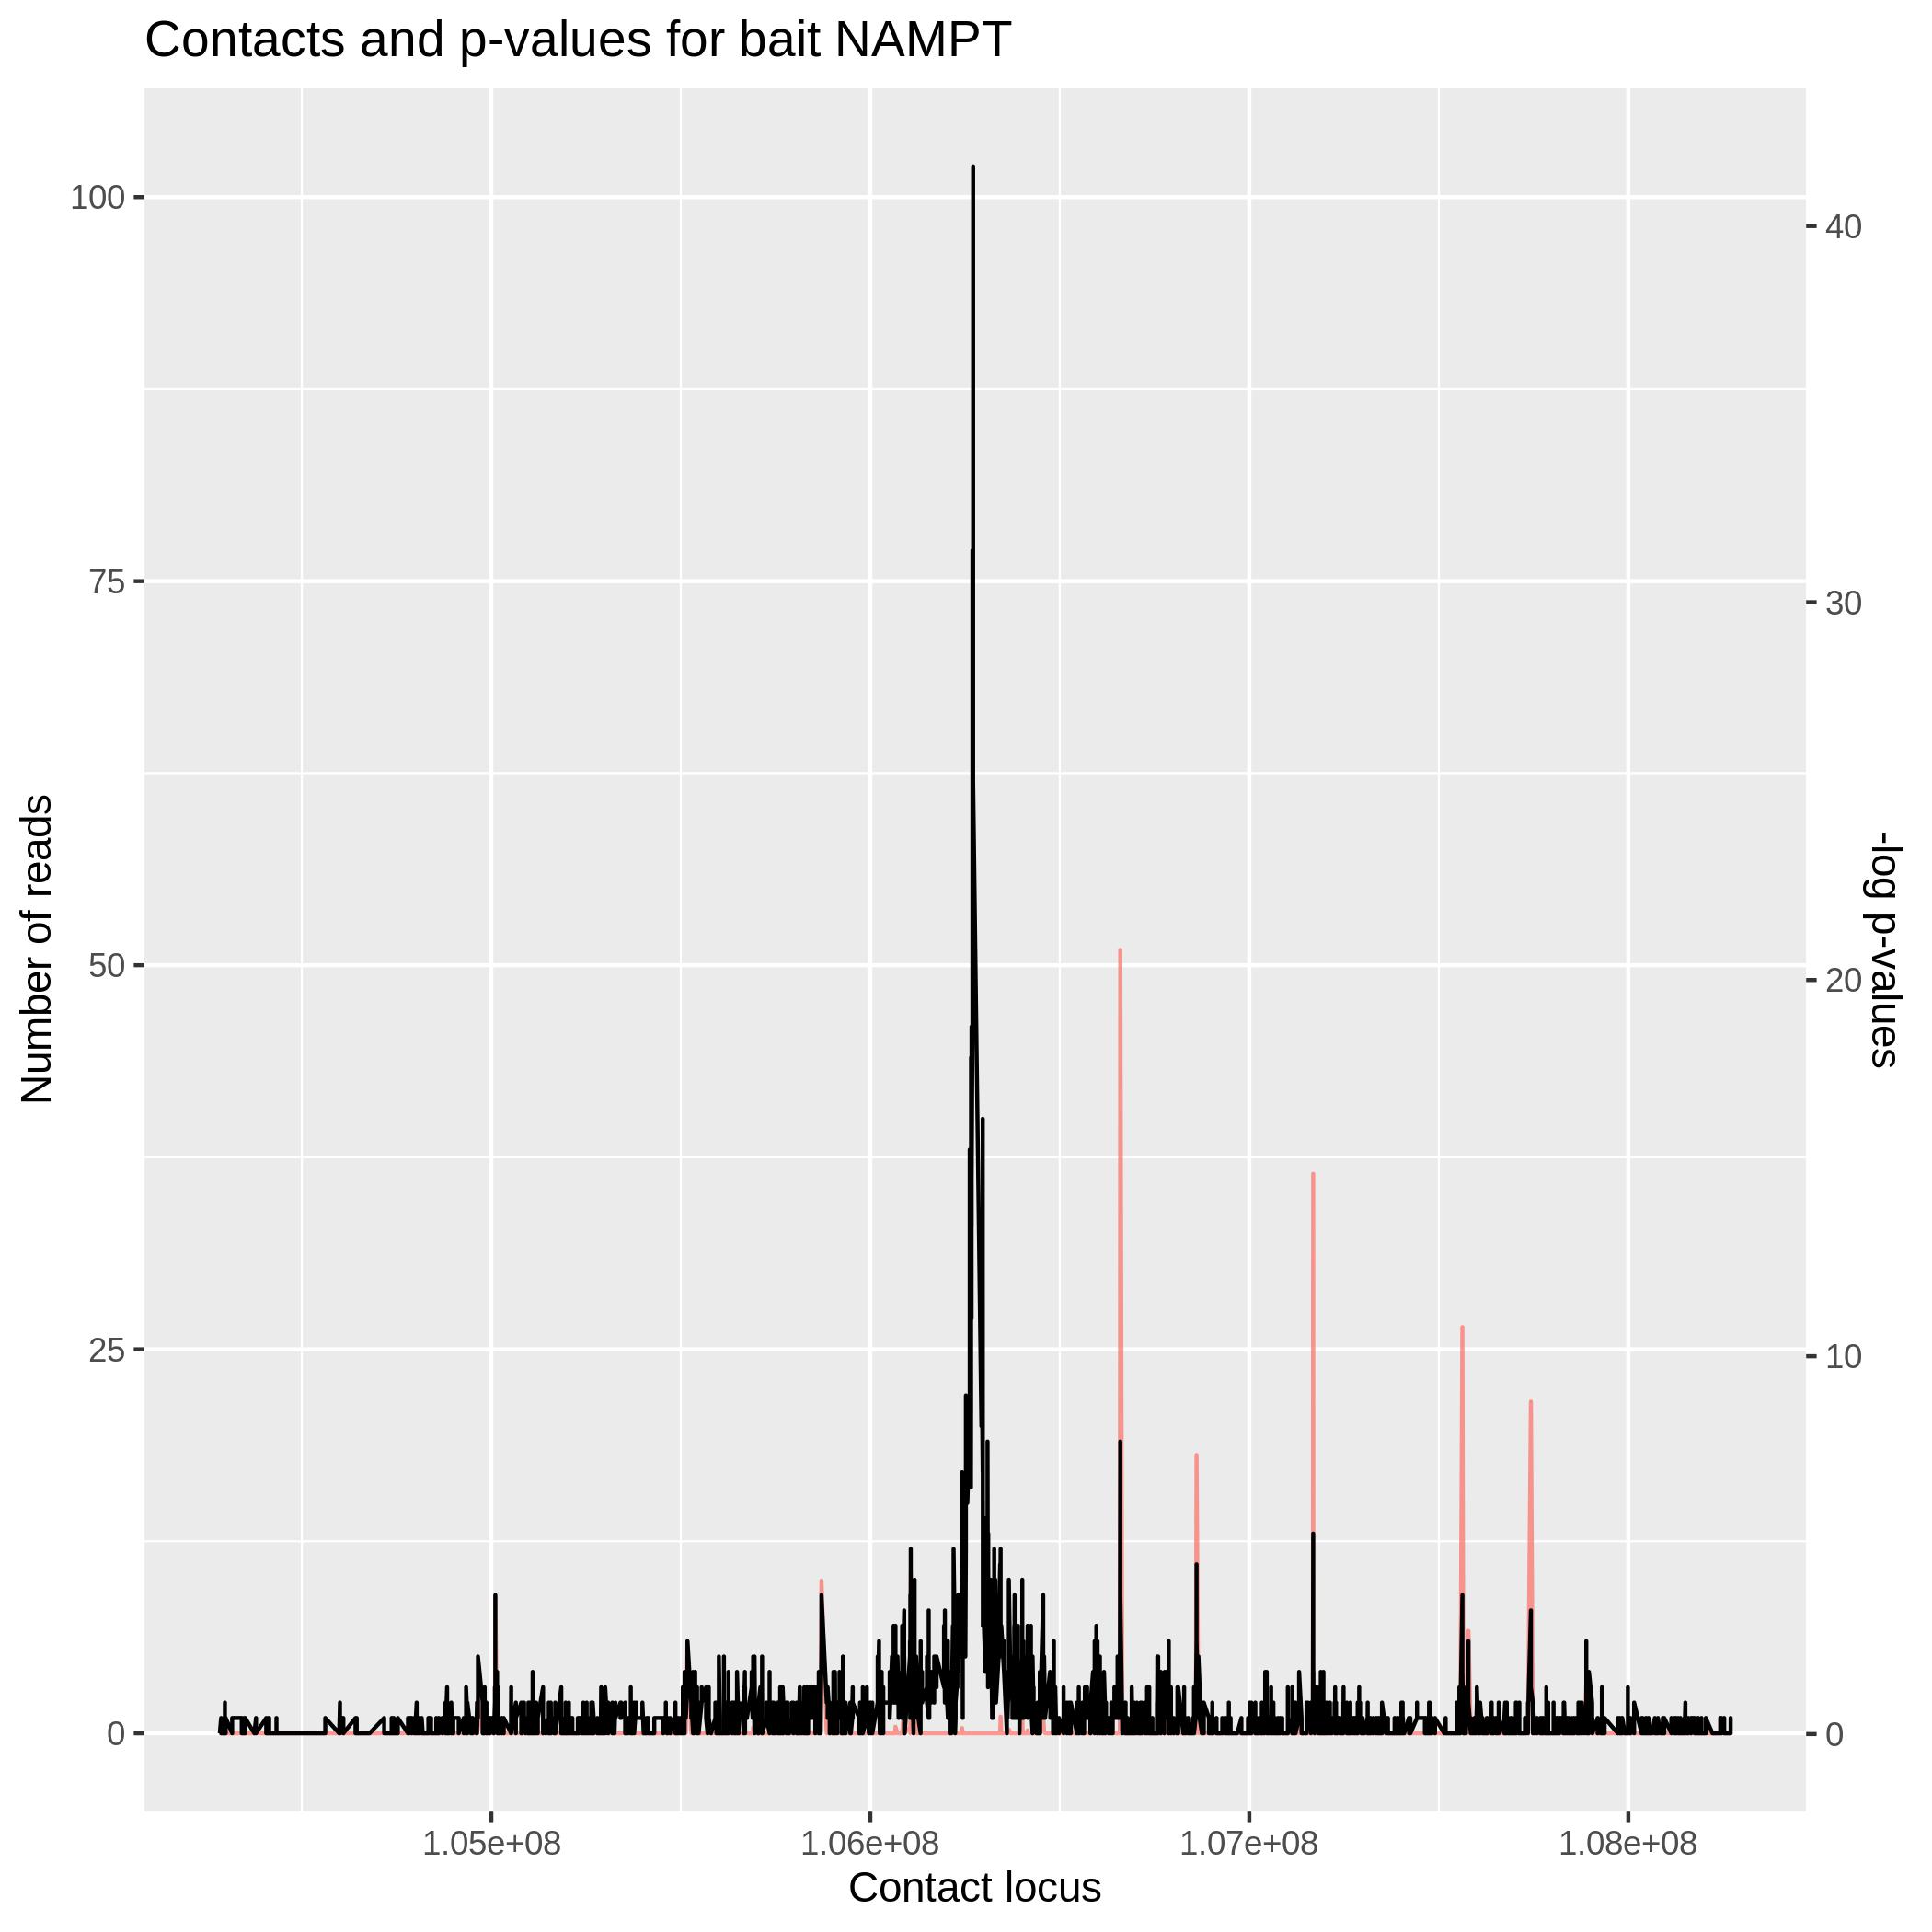 Contacts and p-values for bait NAMPT
100
75
50
25
0
Number of reads
40
30
20
10
0
-log p-values
1.05e+08
1.06e+08
1.07e+08
1.08e+08
Contact locus